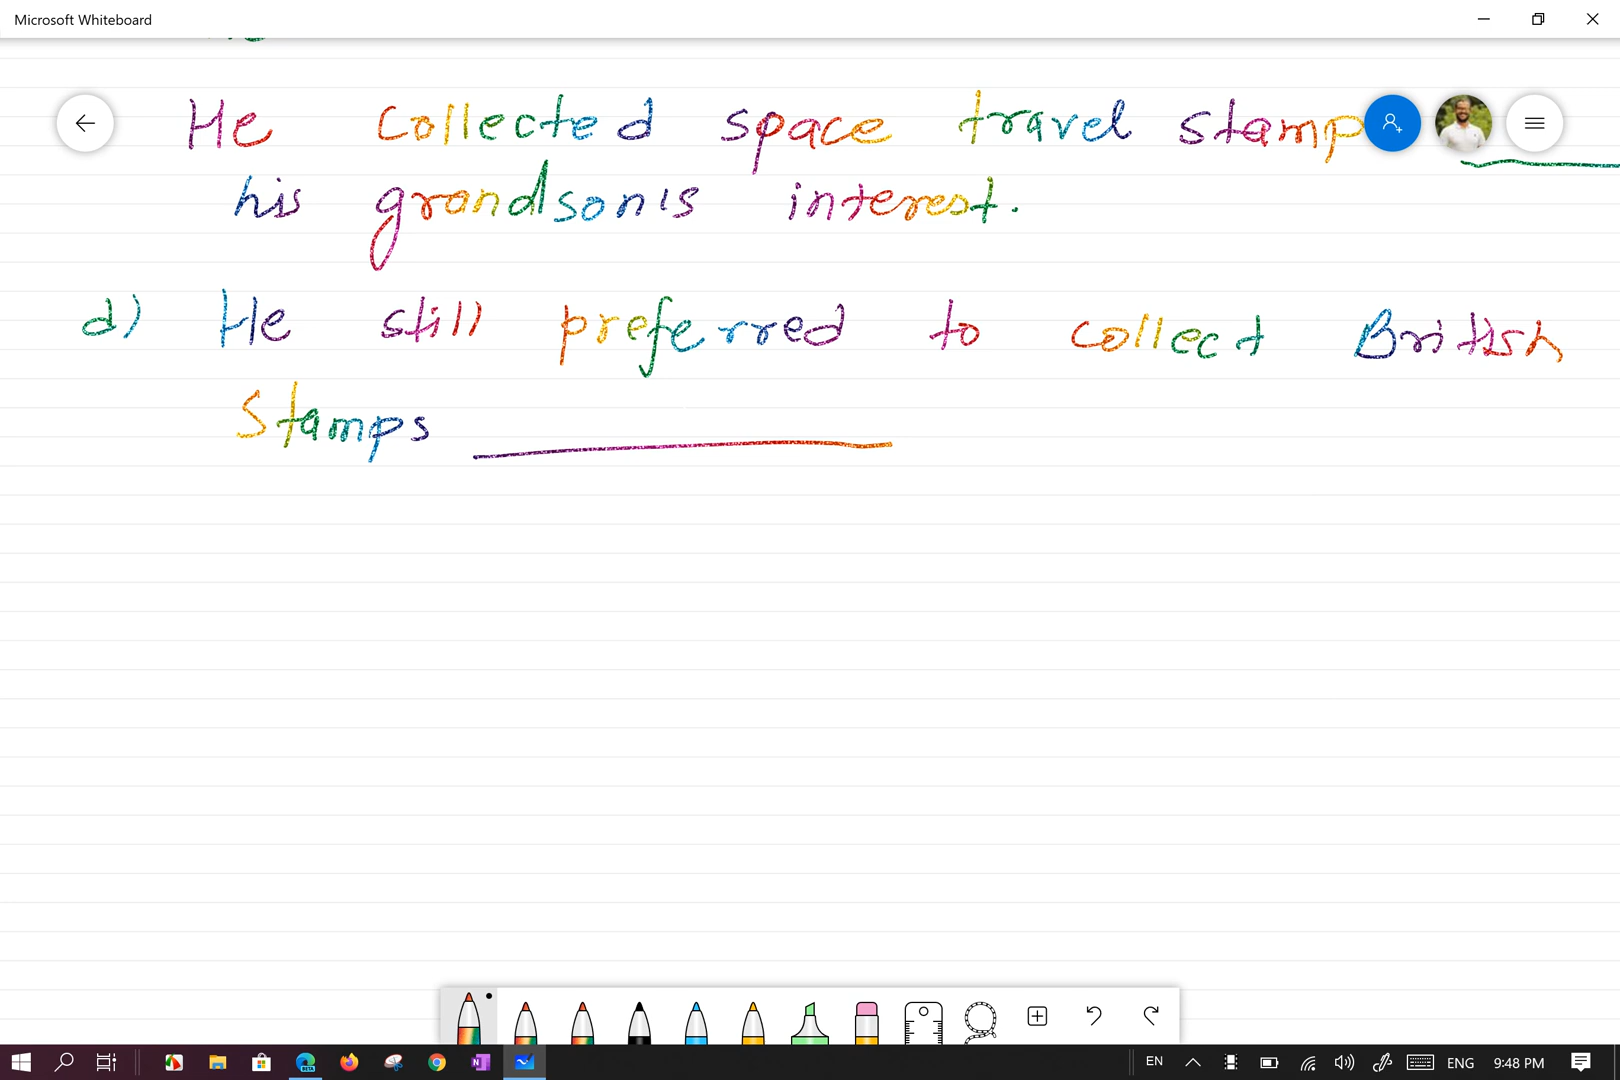 Microsoft Whiteboard
He collected space travel stamp
his grandson's interest.
d) He still preferred to collect British
Stamps
EN
ENG
9:48 PM